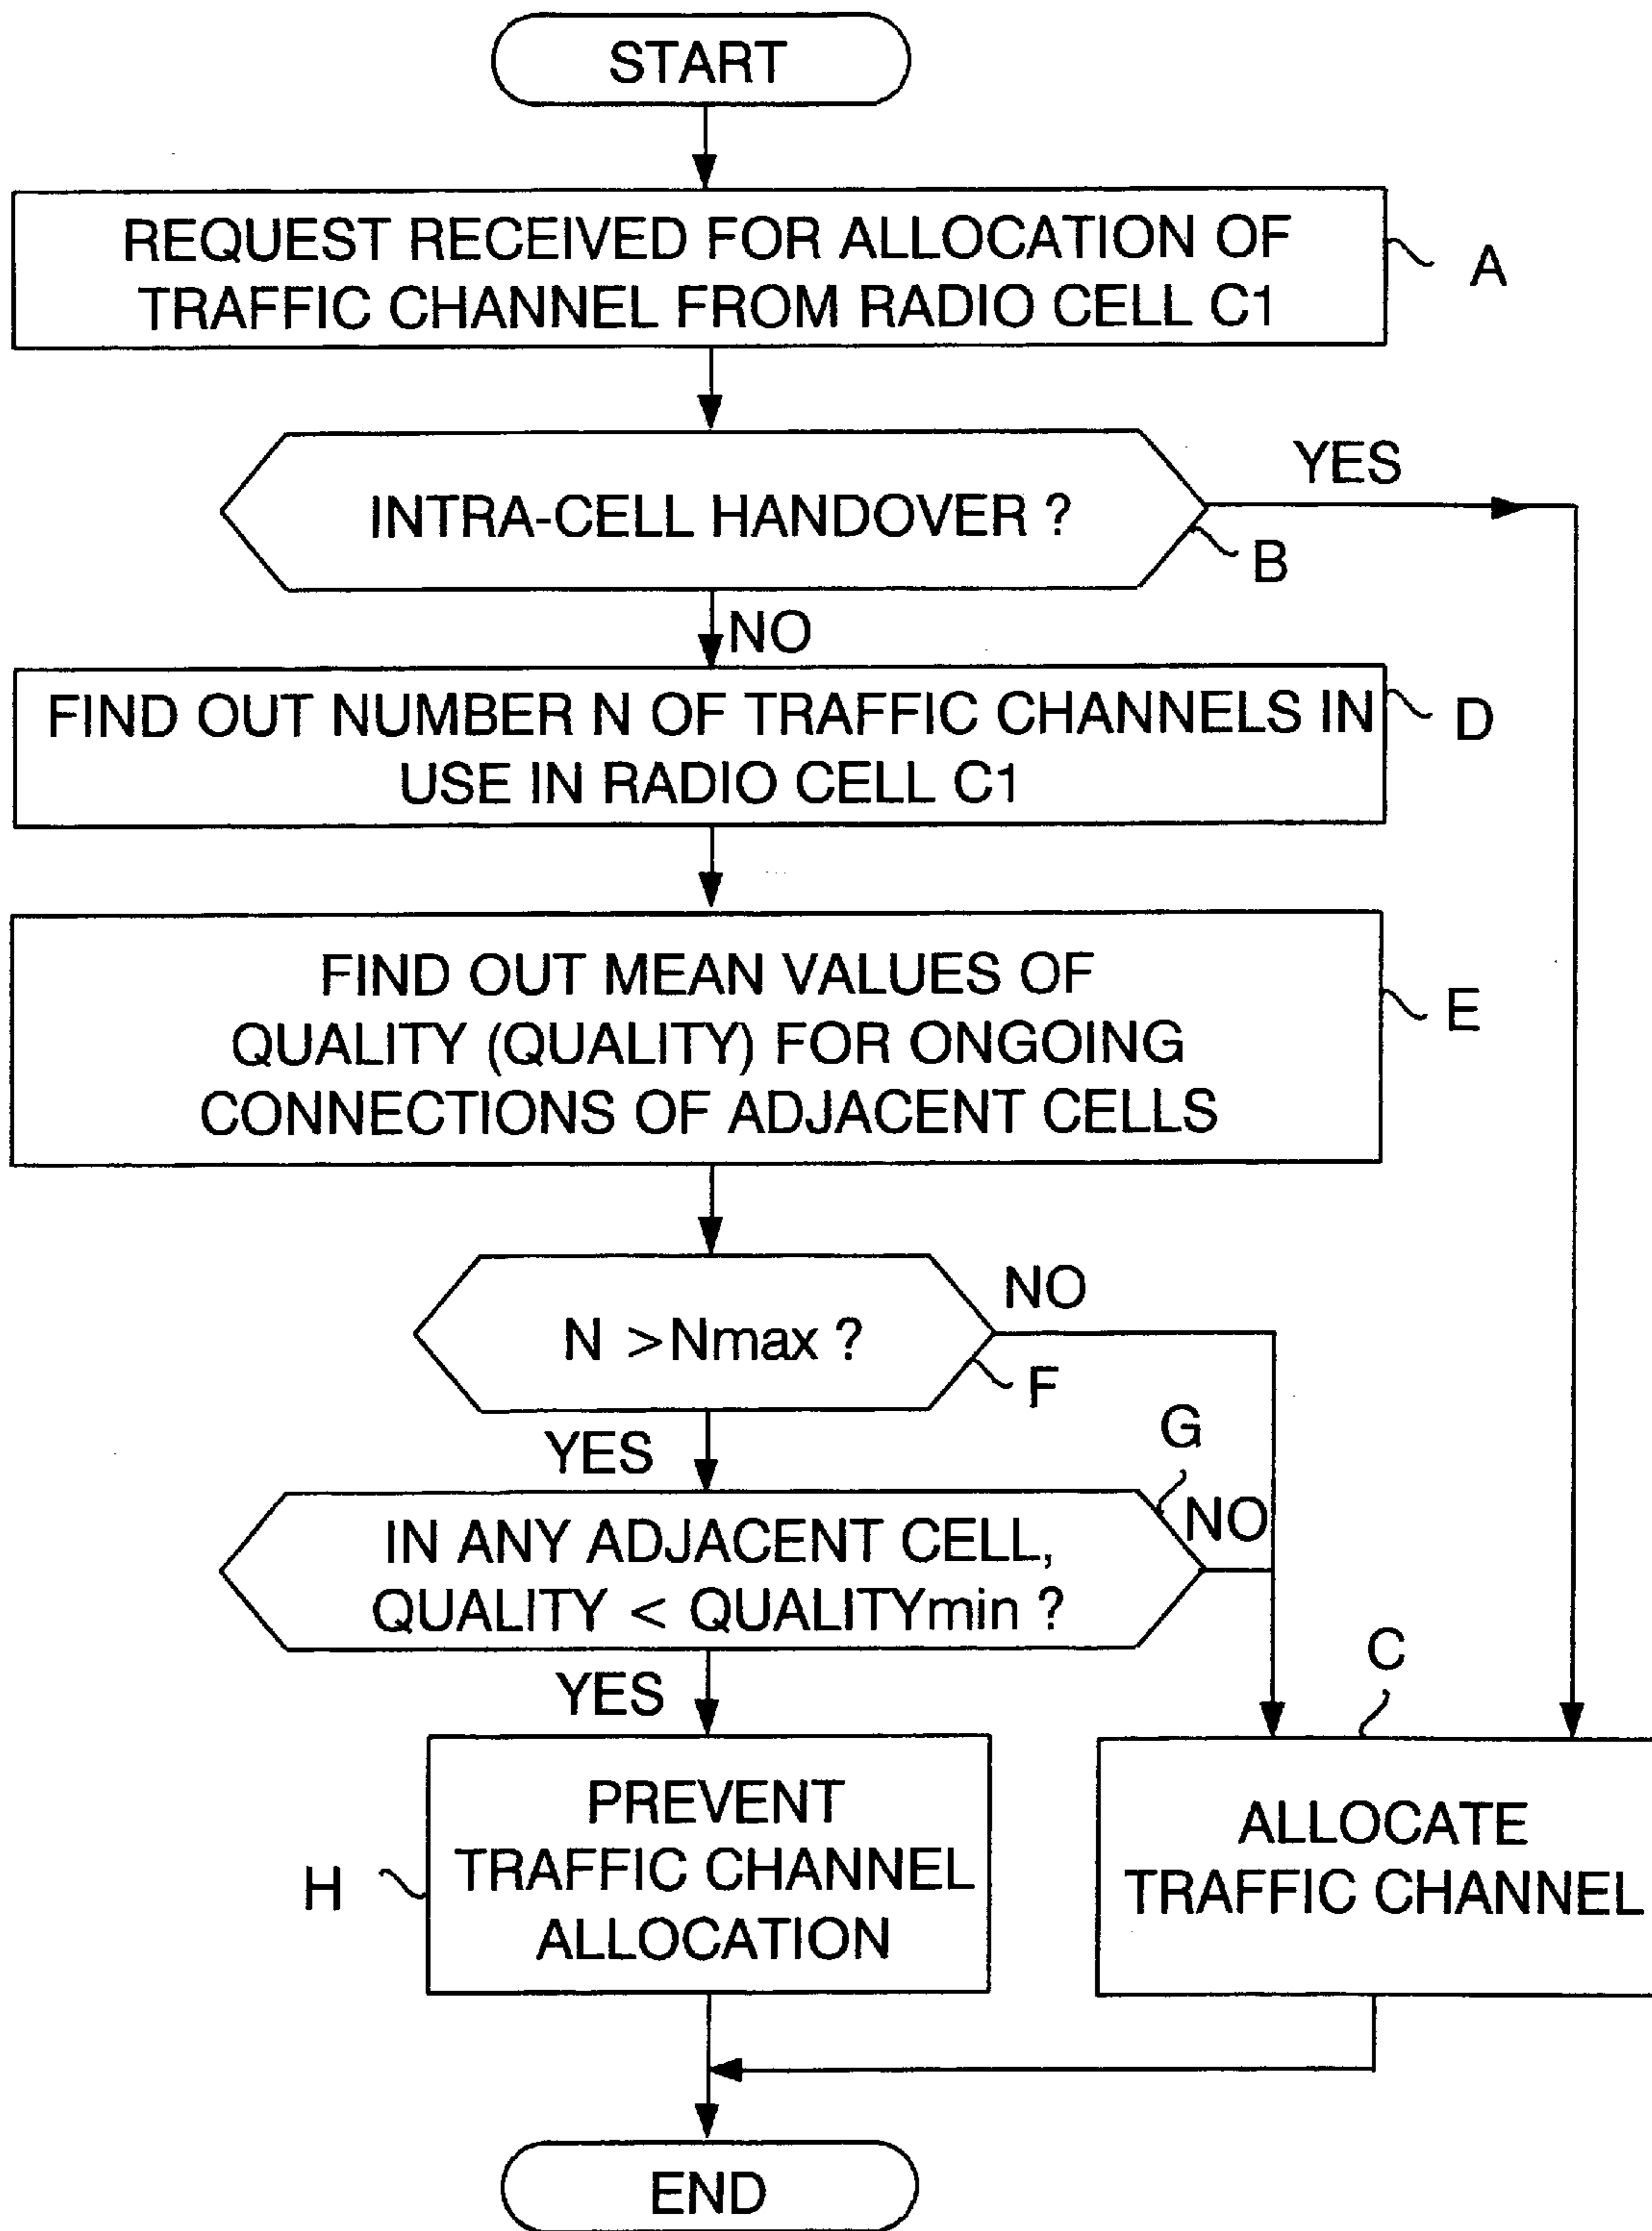 START
REQUEST RECEIVED FOR ALLOCATION OF
TRAFFIC CHANNEL FROM RADIO CELL C1
A
INTRA-CELL HANDOVER ?
YES
B
NO
FIND OUT NUMBER N OF TRAFFIC CHANNELS IN
USE IN RADIO CELL C1
D
FIND OUT MEAN VALUES OF
QUALITY (QUALITY) FOR ONGOING
CONNECTIONS OF ADJACENT CELLS
E
N >Nmax ?
NO
F
YES
G
NO
IN ANY ADJACENT CELL,
QUALITY < QUALITYmin ?
YES
C
PREVENT
TRAFFIC CHANNEL
ALLOCATION
H
ALLOCATE
TRAFFIC CHANNEL
END